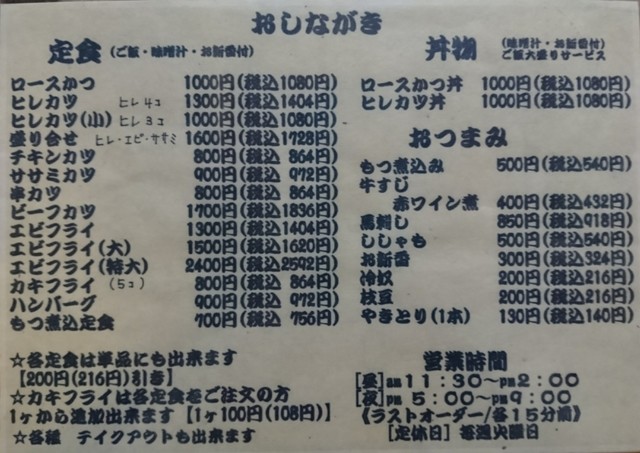 おしながき
定食(ご飯・味噌汁・お新香付)
ロースかつ 1000円(税込1080円)
ヒレカツ ヒレ4コ 1300円(税込1404円)
ヒレカツ(小) ヒレ3コ 1000円(税込1080円)
盛り合せ ヒレ・エビ・ササミ 1600円(税込1728円)
チキンカツ 800円(税込 864円)
ササミカツ 900円(税込 972円)
串カツ 800円(税込 864円)
ビーフカツ 1700円(税込1836円)
エビフライ 1300円(税込1404円)
エビフライ(大) 1500円(税込1620円)
エビフライ(特大) 2400円(税込2592円)
カキフライ (5コ) 800円(税込 864円)
ハンバーグ 900円(税込 972円)
もつ煮込定食 700円(税込 756円)
☆各定食は単品にも出来ます
【200円(216円)引き】
☆カキフライは各定食をご注文の方
1ヶから追加出来ます【1ヶ100円(108円)】
☆各種 テイクアウトも出来ます
丼物 (味噌汁・お新香付)
ご飯大盛りサービス
ロースかつ丼 1000円(税込1080円)
ヒレカツ丼 1000円(税込1080円)
おつまみ
もつ煮込み 500円(税込540円)
牛すじ
赤ワイン煮 400円(税込432円)
馬刺し 850円(税込918円)
ししゃも 500円(税込540円)
お新香 300円(税込324円)
冷奴 200円(税込216円)
枝豆 200円(税込216円)
やきとり(1本) 130円(税込140円)
営業時間
[昼]am11:30〜pm2:00
[夜]pm5:00〜pm9:00
《ラストオーダー/各15分前》
[定休日]毎週火曜日